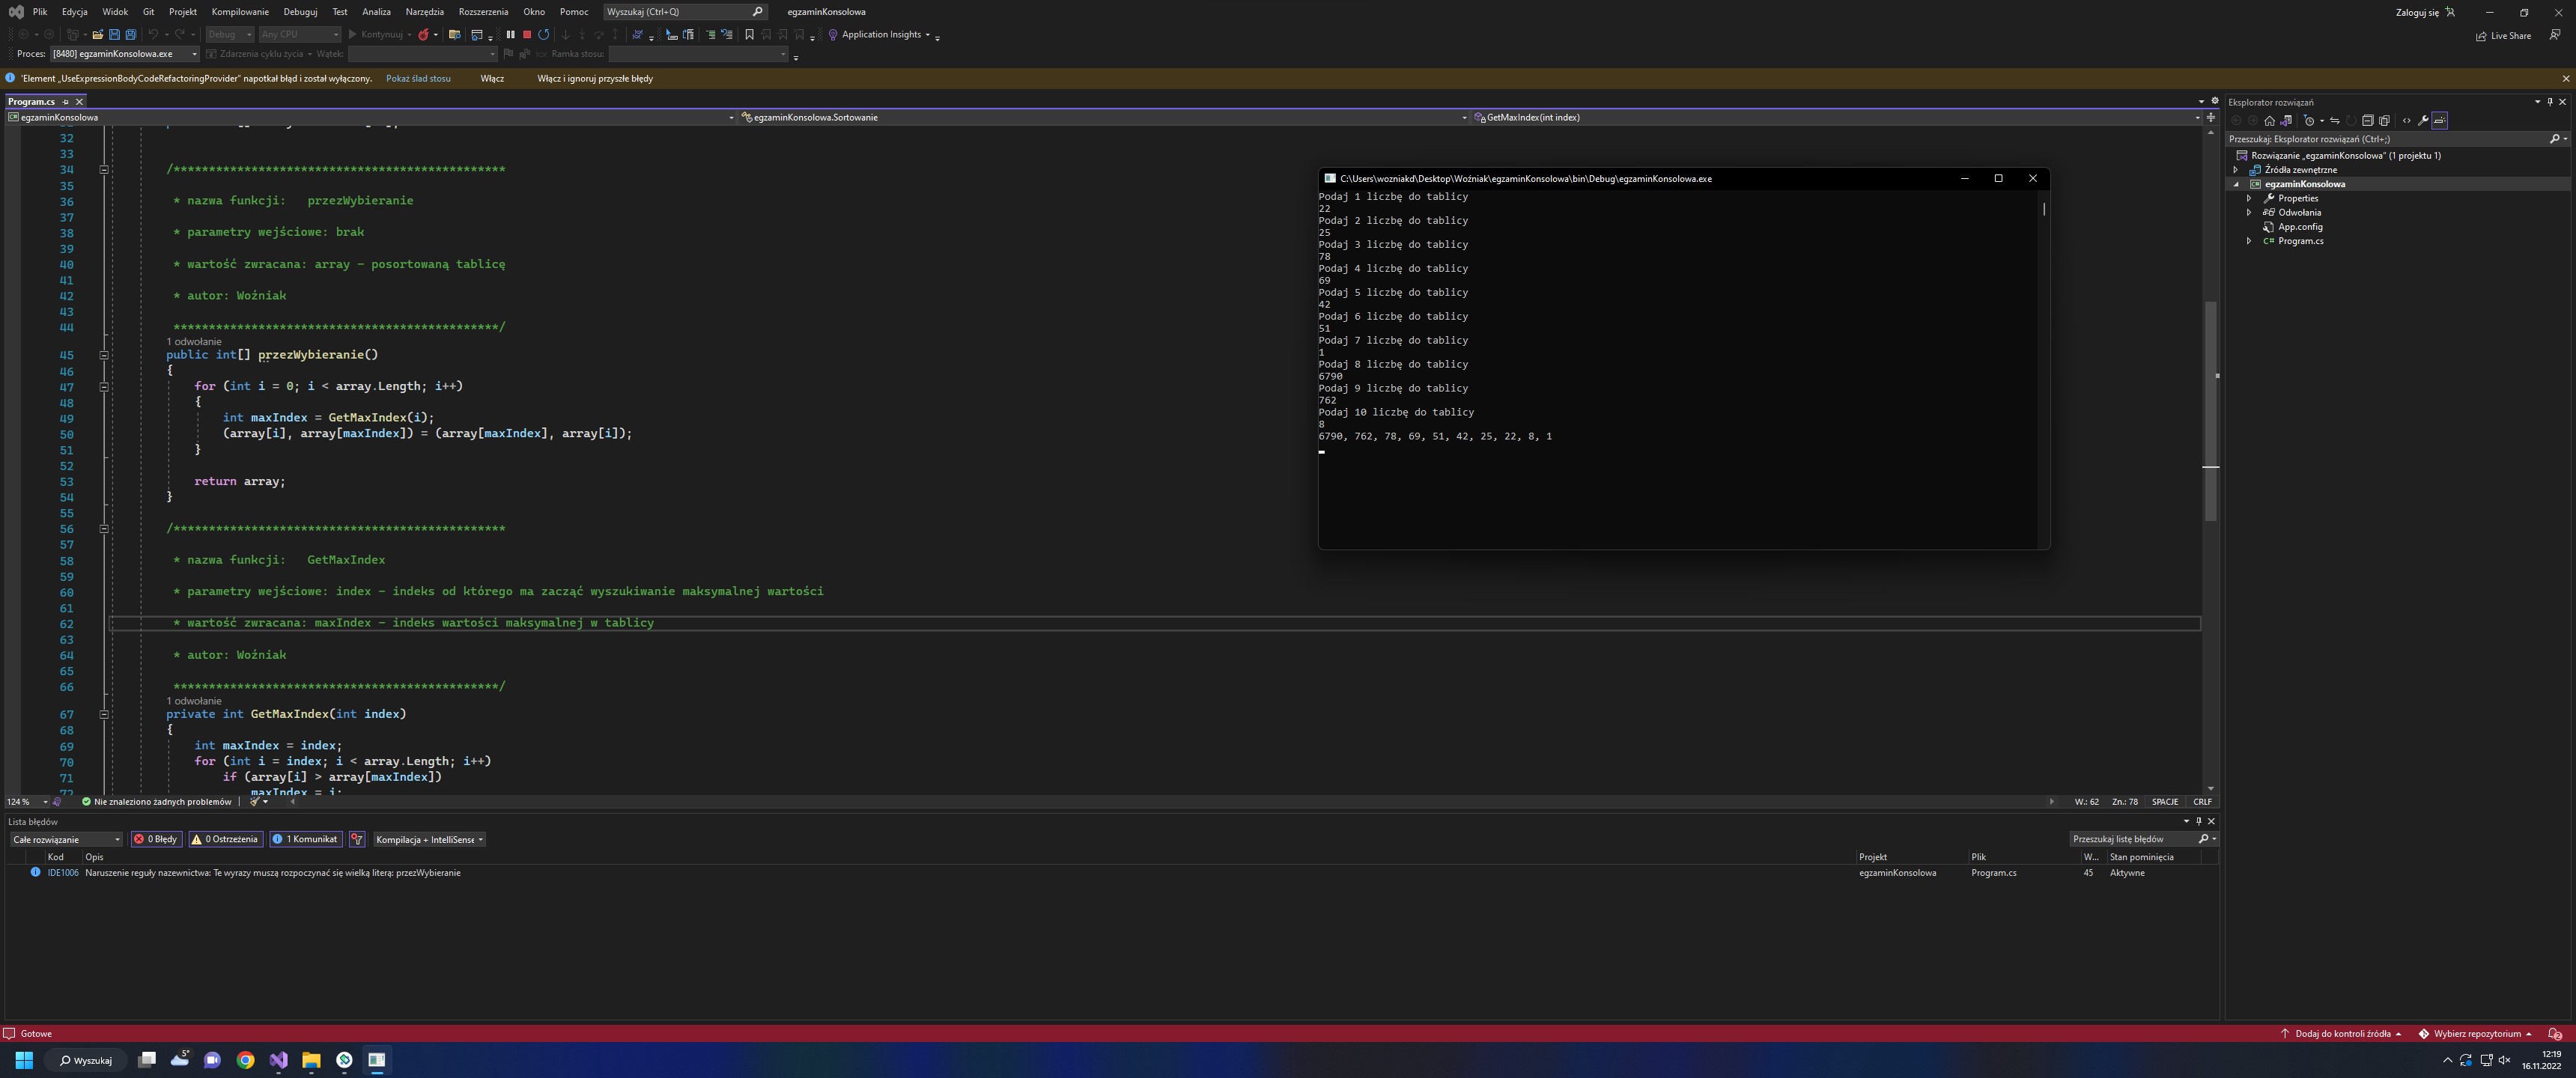 Plik Edycja Widok Git Projekt Kompilowanie Debuguj Test Analiza Narzędzia Rozszerzenia Okno Pomoc Wyszukaj (Ctrl+Q) egzaminKonsolowa Zaloguj się
Debug Any CPU Kontynuuj Application Insights Live Share
Proces: [8480] egzaminKonsolowa.exe Zdarzenia cyklu życia Wątek: Ramka stosu:
"Element „UseExpressionBodyCodeRefactoringProvider" napotkał błąd i został wyłączony. Pokaż ślad stosu Włącz Włącz i ignoruj przyszłe błędy
Program.cs
egzaminKonsolowa egzaminKonsolowa.Sortowanie GetMaxIndex(int index)
32
33
34 /***********************************************
35
36 * nazwa funkcji: przezWybieranie
37
38 * parametry wejściowe: brak
39
40 * wartość zwracana: array - posortowaną tablicę
41
42 * autor: Woźniak
43
44 **********************************************/
1 odwołanie
45 public int[] przezWybieranie()
46 {
47 for (int i = 0; i < array.Length; i++)
48 {
49 int maxIndex = GetMaxIndex(i);
50 (array[i], array[maxIndex]) = (array[maxIndex], array[i]);
51 }
52
53 return array;
54 }
55
56 /***********************************************
57
58 * nazwa funkcji: GetMaxIndex
59
60 * parametry wejściowe: index - indeks od którego ma zacząć wyszukiwanie maksymalnej wartości
61
62 * wartość zwracana: maxIndex - indeks wartości maksymalnej w tablicy
63
64 * autor: Woźniak
65
66 **********************************************/
1 odwołanie
67 private int GetMaxIndex(int index)
68 {
69 int maxIndex = index;
70 for (int i = index; i < array.Length; i++)
71 if (array[i] > array[maxIndex])
72 maxIndex = i;
C:\Users\wozniakd\Desktop\Woźniak\egzaminKonsolowa\bin\Debug\egzaminKonsolowa.exe
Podaj 1 liczbę do tablicy
22
Podaj 2 liczbę do tablicy
25
Podaj 3 liczbę do tablicy
78
Podaj 4 liczbę do tablicy
69
Podaj 5 liczbę do tablicy
42
Podaj 6 liczbę do tablicy
51
Podaj 7 liczbę do tablicy
1
Podaj 8 liczbę do tablicy
6790
Podaj 9 liczbę do tablicy
762
Podaj 10 liczbę do tablicy
8
6790, 762, 78, 69, 51, 42, 25, 22, 8, 1
Eksplorator rozwiązań
Przeszukaj: Eksplorator rozwiązań (Ctrl+;)
Rozwiązanie „egzaminKonsolowa" (1 projektu 1)
Źródła zewnętrzne
egzaminKonsolowa
Properties
Odwołania
App.config
Program.cs
124 % Nie znaleziono żadnych problemów W.: 62 Zn.: 78 SPACJE CRLF
Lista błędów
Całe rozwiązanie 0 Błędy 0 Ostrzeżenia 1 Komunikat Kompilacja + IntelliSense Przeszukaj listę błędów
Kod Opis Projekt Plik W... Stan pominięcia
IDE1006 Naruszenie reguły nazewnictwa: Te wyrazy muszą rozpoczynać się wielką literą: przezWybieranie egzaminKonsolowa Program.cs 45 Aktywne
Gotowe Dodaj do kontroli źródła Wybierz repozytorium 2
Wyszukaj 5° 12:19
16.11.2022